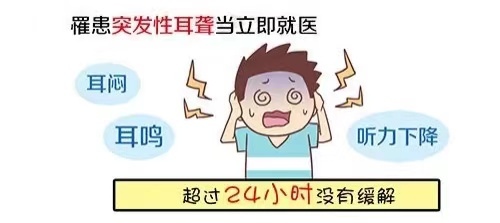 罹患突发性耳聋当立即就医
耳闷
耳鸣
听力下降
超过24小时没有缓解